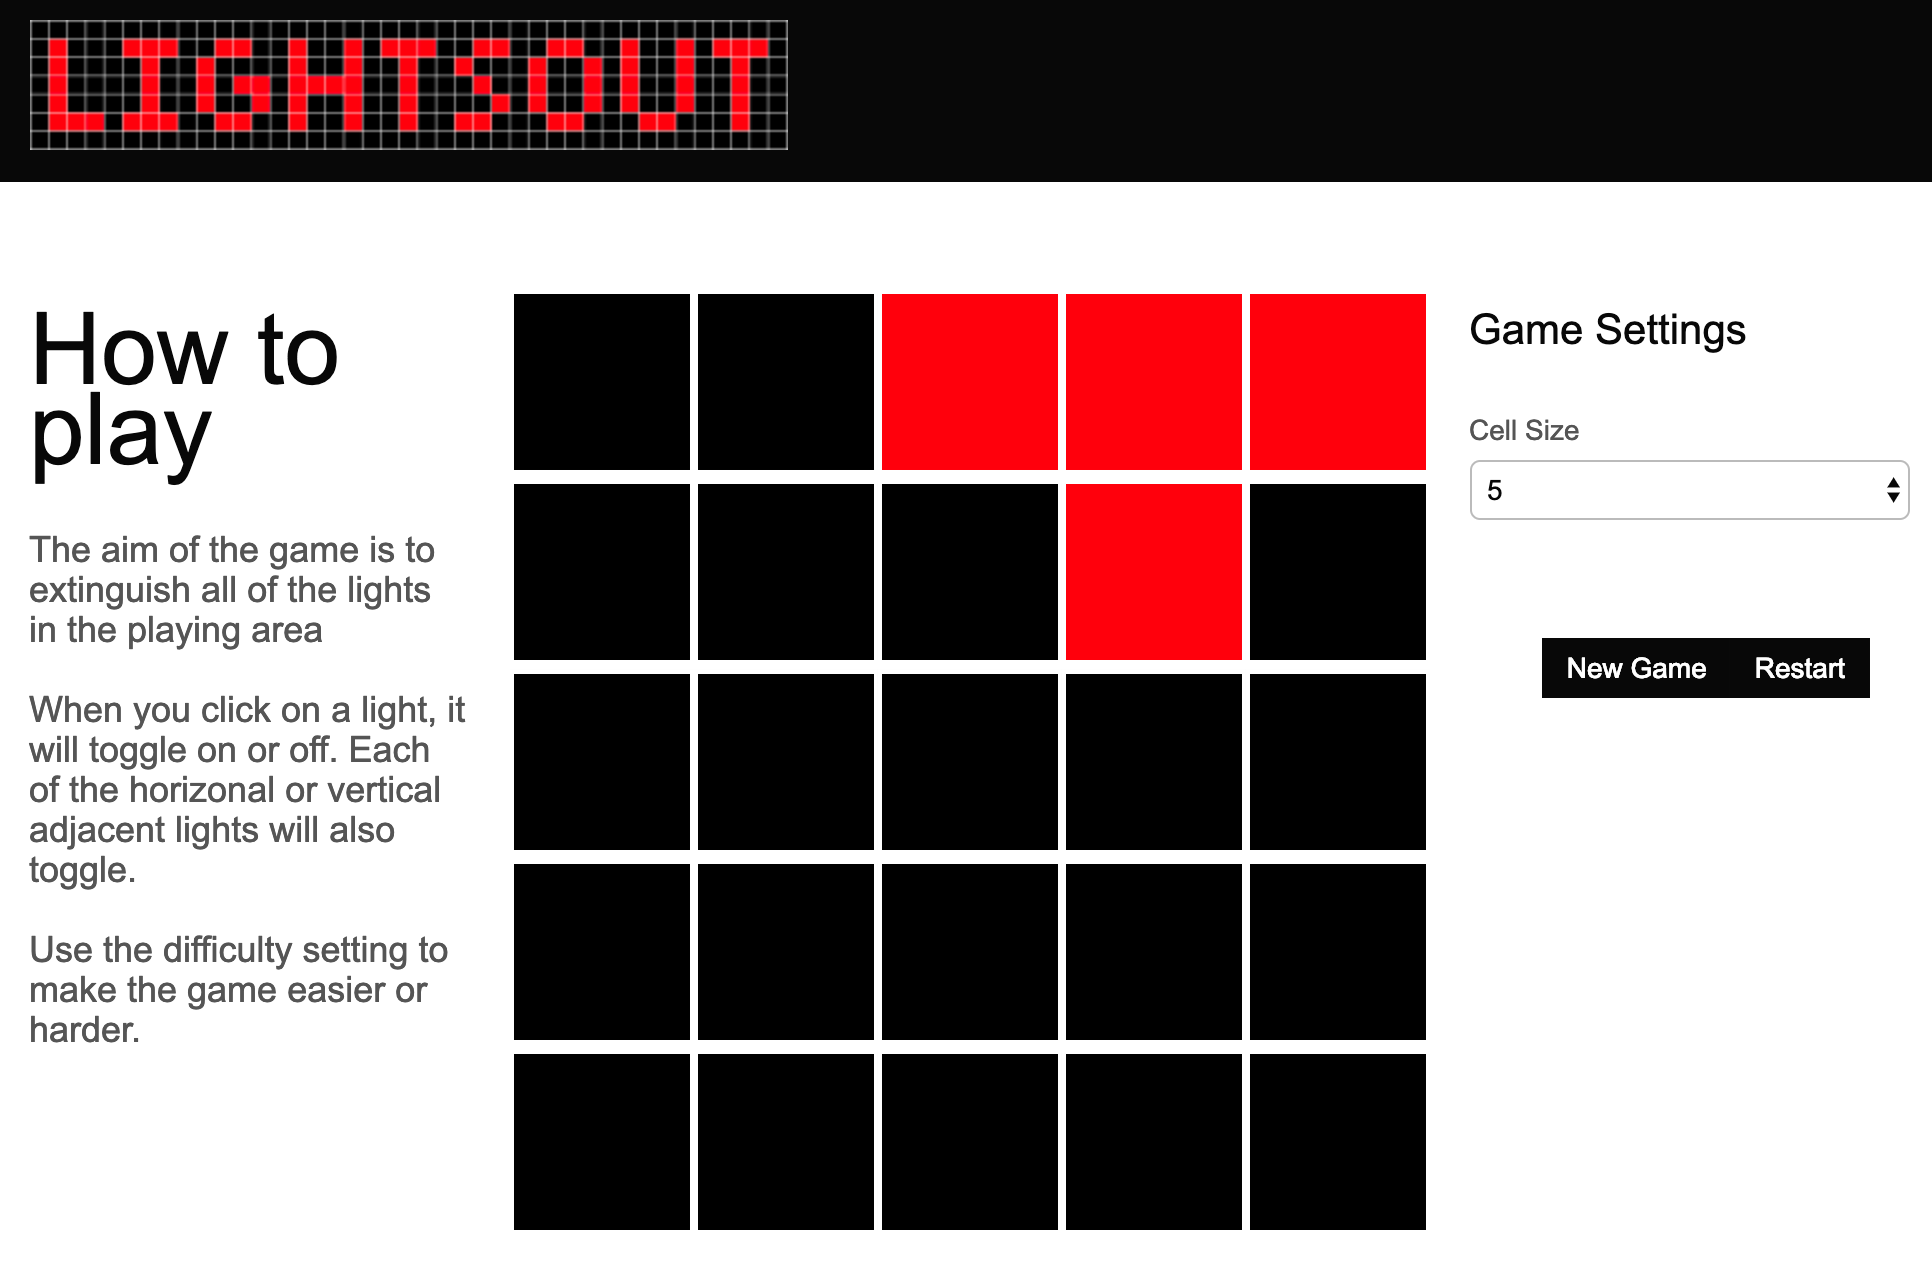 LIGHTSOUT
How to
play
The aim of the game is to
extinguish all of the lights
in the playing area
When you click on a light, it
will toggle on or off. Each
of the horizonal or vertical
adjacent lights will also
toggle.
Use the difficulty setting to
make the game easier or
harder.
Game Settings
Cell Size
5
New Game
Restart